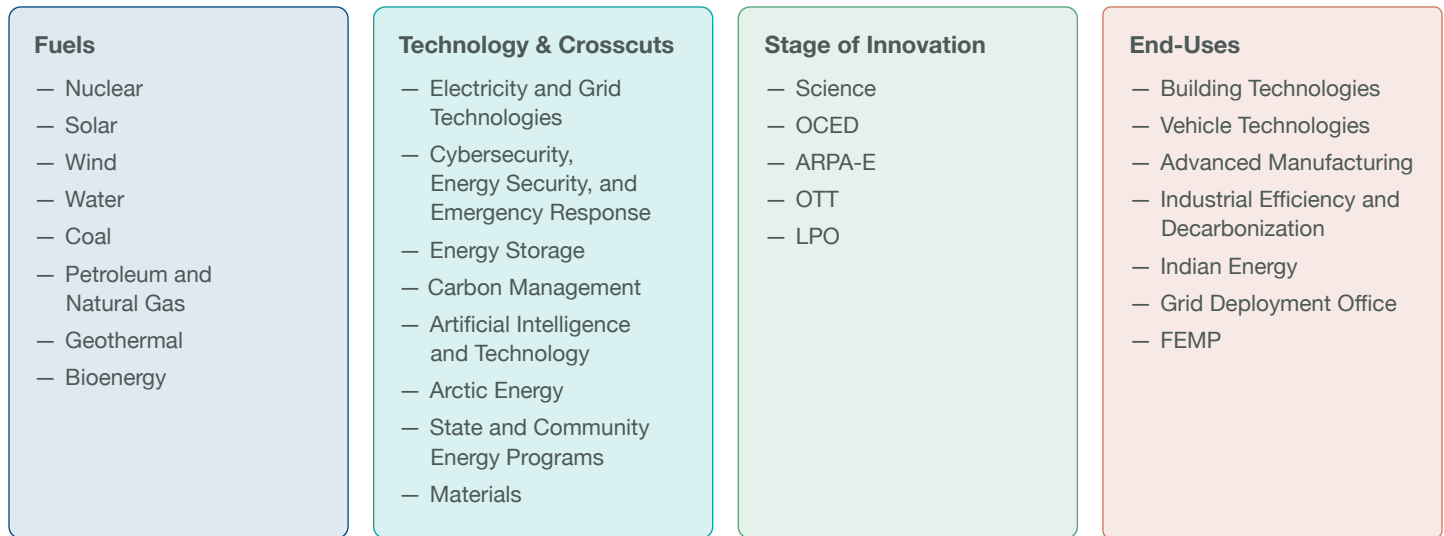 Fuels
— Nuclear
— Solar
— Wind
— Water
— Coal
— Petroleum and
Natural Gas
— Geothermal
— Bioenergy
Technology & Crosscuts
— Electricity and Grid
Technologies
— Cybersecurity,
Energy Security, and
Emergency Response
— Energy Storage
— Carbon Management
— Artificial Intelligence
and Technology
— Arctic Energy
— State and Community
Energy Programs
— Materials
Stage of Innovation
— Science
— OCED
— ARPA-E
— OTT
— LPO
End-Uses
— Building Technologies
— Vehicle Technologies
— Advanced Manufacturing
— Industrial Efficiency and
Decarbonization
— Indian Energy
— Grid Deployment Office
— FEMP